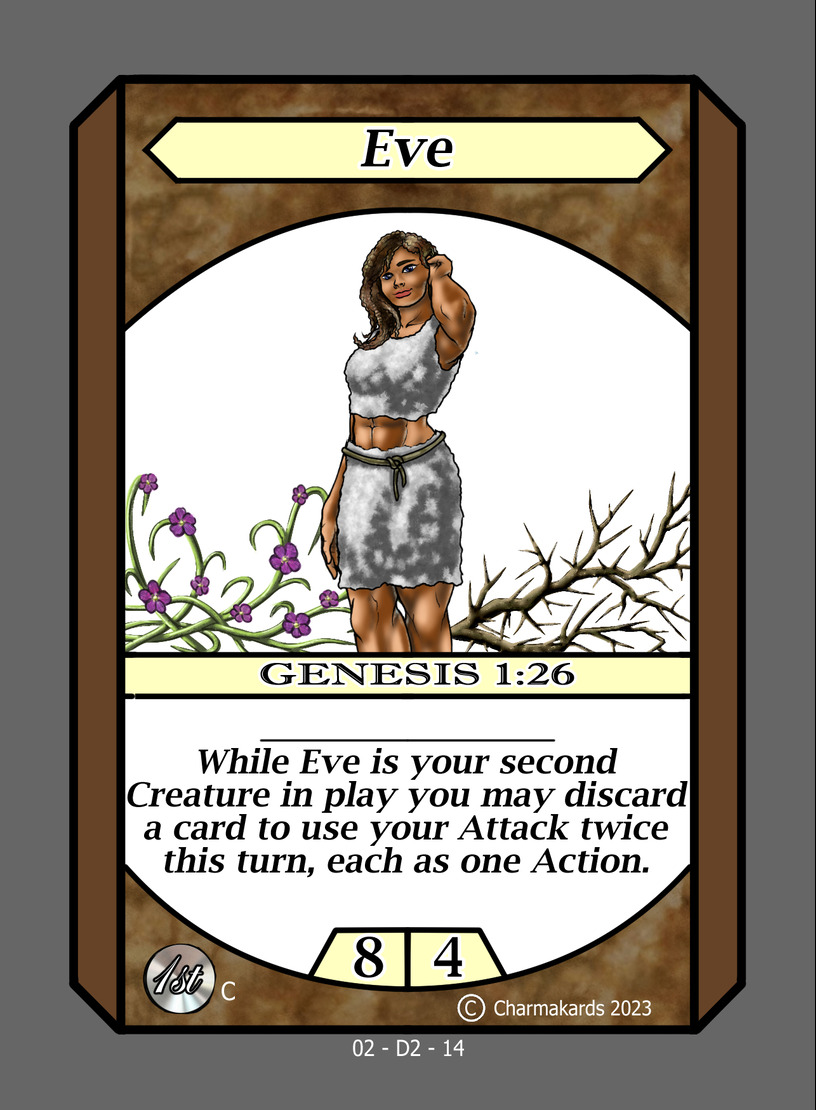 Eve
GENESIS 1:26
While Eve is your second
Creature in play you may discard
a card to use your Attack twice
this turn, each as one Action.
8 4
1st C
© Charmakards 2023
02 - D2 - 14